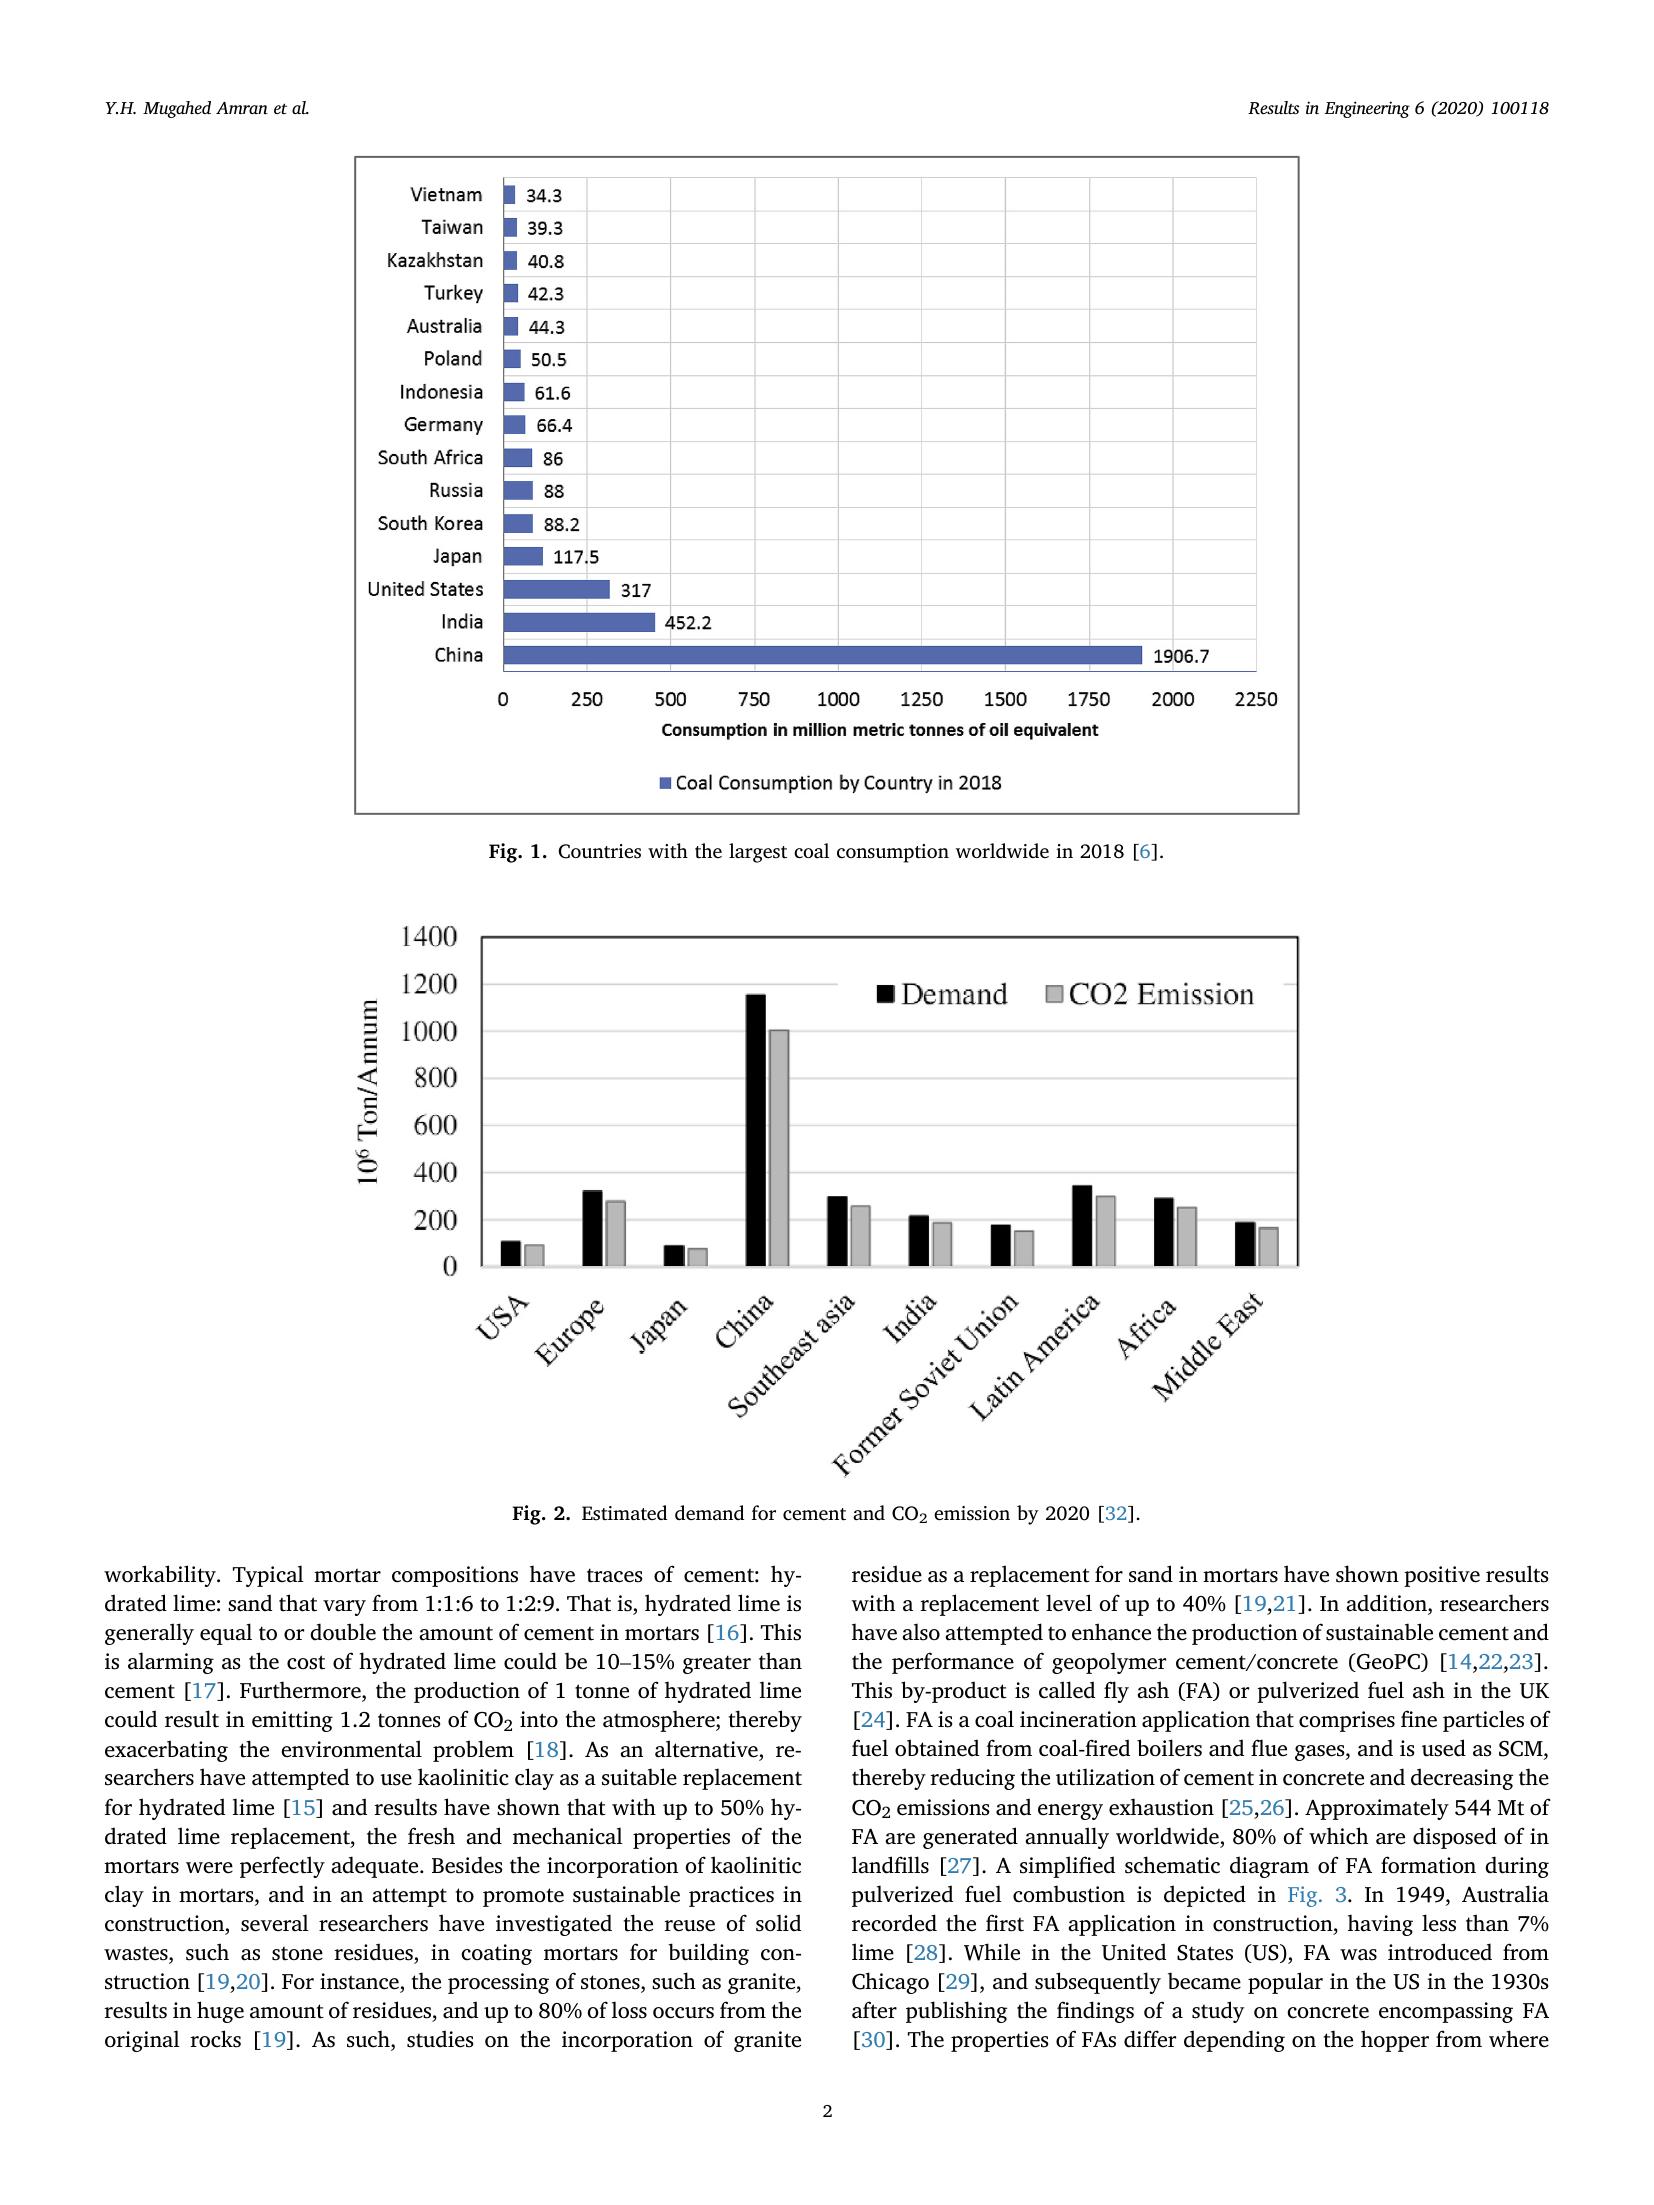 Y.H. Mugahed Amran et al.
Results in Engineering 6 (2020) 100118
Vietnam 34.3
Taiwan 39.3
Kazakhstan 40.8
Turkey 42.3
Australia 44.3
Poland 50.5
Indonesia 61.6
Germany 66.4
South Africa 86
Russia 88
South Korea 88.2
Japan 117.5
United States 317
India 452.2
China 1906.7
0 250 500 750 1000 1250 1500 1750 2000 2250
Consumption in million metric tonnes of oil equivalent
Coal Consumption by Country in 2018
Fig. 1. Countries with the largest coal consumption worldwide in 2018 [6].
1400
1200
1000
800
600
400
200
0
10⁶ Ton/Annum
Demand CO2 Emission
USA
Europe
Japan
China
Southeast asia
India
Former Soviet Union
Latin America
Africa
Middle East
Fig. 2. Estimated demand for cement and CO₂ emission by 2020 [32].
workability. Typical mortar compositions have traces of cement: hy-
drated lime: sand that vary from 1:1:6 to 1:2:9. That is, hydrated lime is
generally equal to or double the amount of cement in mortars [16]. This
is alarming as the cost of hydrated lime could be 10–15% greater than
cement [17]. Furthermore, the production of 1 tonne of hydrated lime
could result in emitting 1.2 tonnes of CO₂ into the atmosphere; thereby
exacerbating the environmental problem [18]. As an alternative, re-
searchers have attempted to use kaolinitic clay as a suitable replacement
for hydrated lime [15] and results have shown that with up to 50% hy-
drated lime replacement, the fresh and mechanical properties of the
mortars were perfectly adequate. Besides the incorporation of kaolinitic
clay in mortars, and in an attempt to promote sustainable practices in
construction, several researchers have investigated the reuse of solid
wastes, such as stone residues, in coating mortars for building con-
struction [19,20]. For instance, the processing of stones, such as granite,
results in huge amount of residues, and up to 80% of loss occurs from the
original rocks [19]. As such, studies on the incorporation of granite
residue as a replacement for sand in mortars have shown positive results
with a replacement level of up to 40% [19,21]. In addition, researchers
have also attempted to enhance the production of sustainable cement and
the performance of geopolymer cement/concrete (GeoPC) [14,22,23].
This by-product is called fly ash (FA) or pulverized fuel ash in the UK
[24]. FA is a coal incineration application that comprises fine particles of
fuel obtained from coal-fired boilers and flue gases, and is used as SCM,
thereby reducing the utilization of cement in concrete and decreasing the
CO₂ emissions and energy exhaustion [25,26]. Approximately 544 Mt of
FA are generated annually worldwide, 80% of which are disposed of in
landfills [27]. A simplified schematic diagram of FA formation during
pulverized fuel combustion is depicted in Fig. 3. In 1949, Australia
recorded the first FA application in construction, having less than 7%
lime [28]. While in the United States (US), FA was introduced from
Chicago [29], and subsequently became popular in the US in the 1930s
after publishing the findings of a study on concrete encompassing FA
[30]. The properties of FAs differ depending on the hopper from where
2